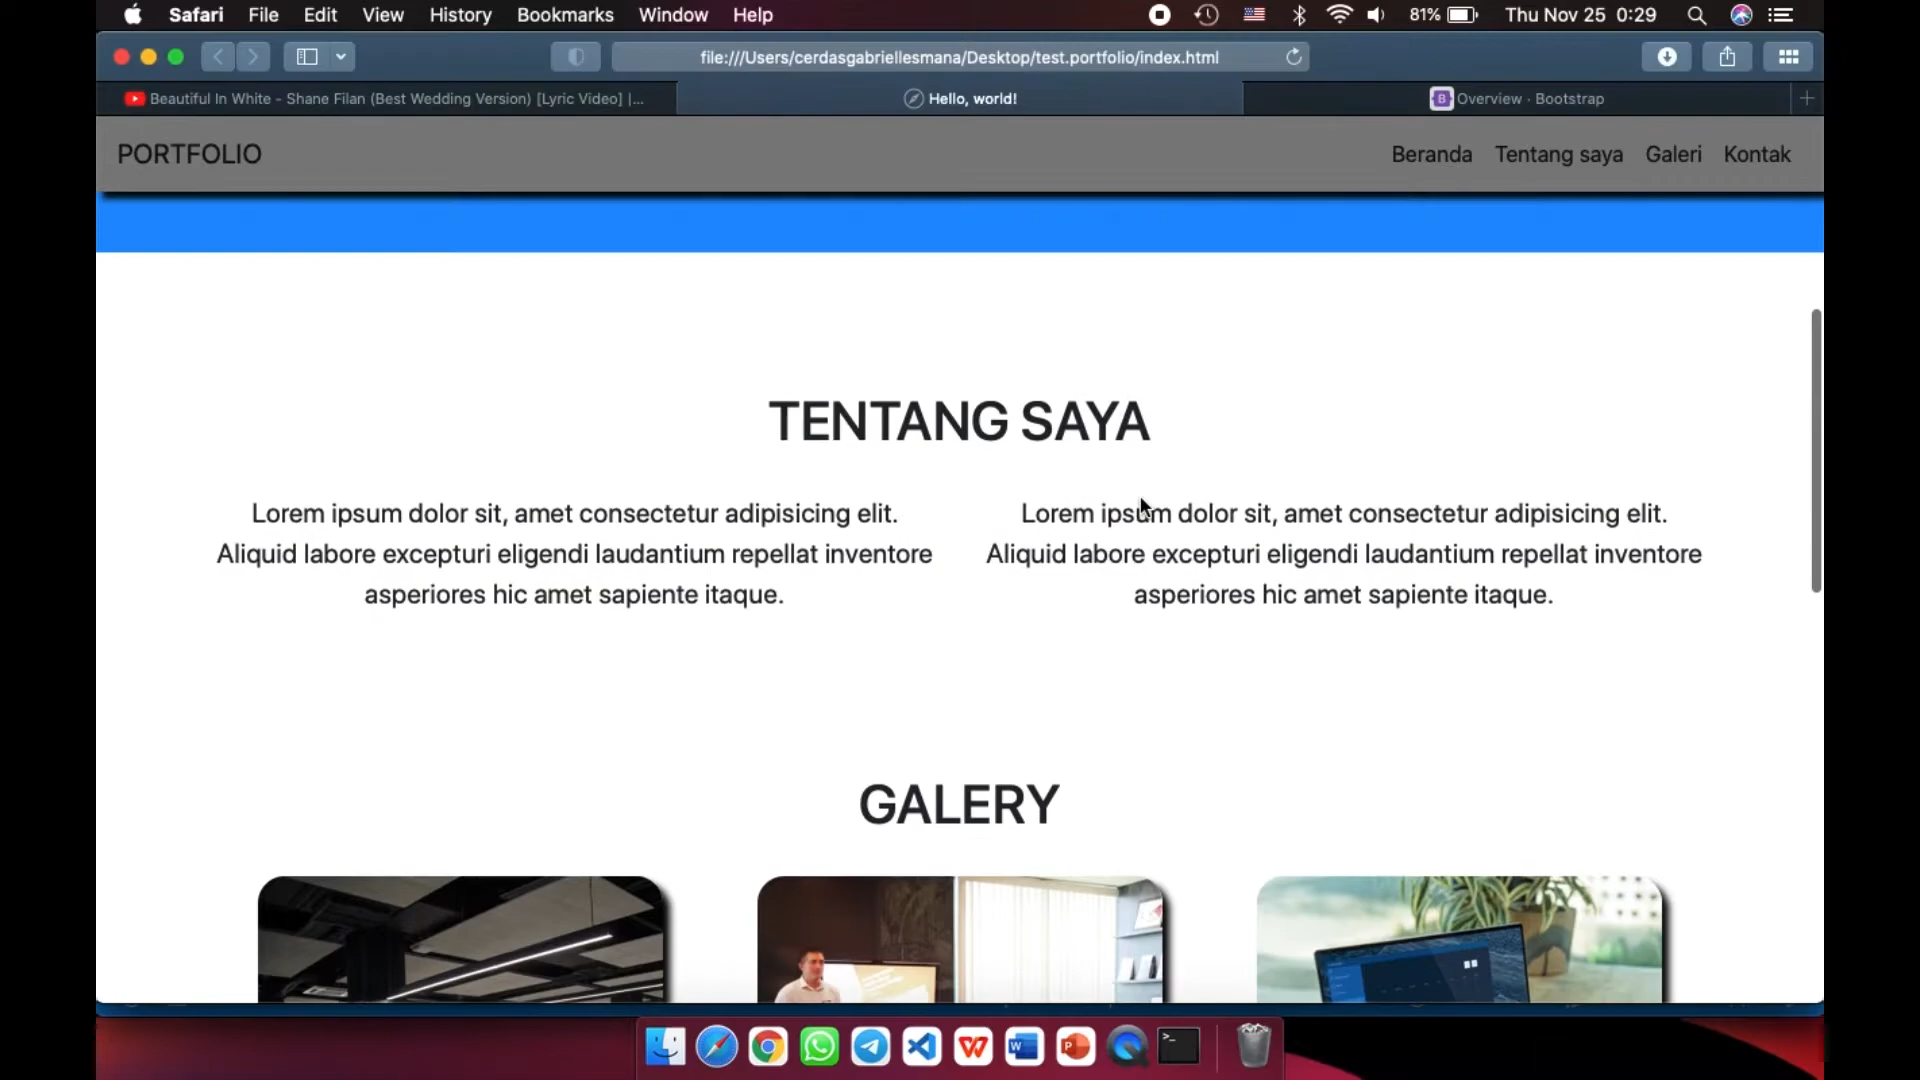 Safari File Edit View History Bookmarks Window Help 81% Thu Nov 25 0:29
file:///Users/cerdasgabriellesmana/Desktop/test.portfolio/index.html
Beautiful In White - Shane Filan (Best Wedding Version) [Lyric Video] |... Hello, world! B Overview · Bootstrap
PORTFOLIO Beranda Tentang saya Galeri Kontak
TENTANG SAYA
Lorem ipsum dolor sit, amet consectetur adipisicing elit.
Aliquid labore excepturi eligendi laudantium repellat inventore
asperiores hic amet sapiente itaque.
Lorem ipsum dolor sit, amet consectetur adipisicing elit.
Aliquid labore excepturi eligendi laudantium repellat inventore
asperiores hic amet sapiente itaque.
GALERY